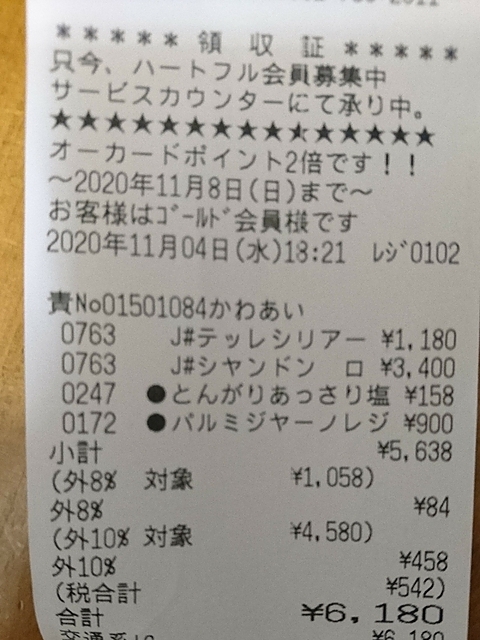 ＊＊＊＊＊ 領 収 証 ＊＊＊＊＊
只今、ハートフル会員募集中
サービスカウンターにて承り中。
★★★★★★★★★★★★★★★★
オーカードポイント2倍です！！
～2020年11月8日(日)まで～
お客様はｺﾞｰﾙﾄﾞ会員様です
2020年11月04日(水)18:21 ﾚｼﾞ0102
責No01501084かわあい
0763 J#テッレシリアー ¥1,180
0763 J#シヤンドン ロ ¥3,400
0247 ●とんがりあっさり塩 ¥158
0172 ●パルミジヤーノレジ ¥900
小計 ¥5,638
(外8% 対象 ¥1,058)
外8% ¥84
(外10% 対象 ¥4,580)
外10% ¥458
(税合計 ¥542)
合計 ¥6,180